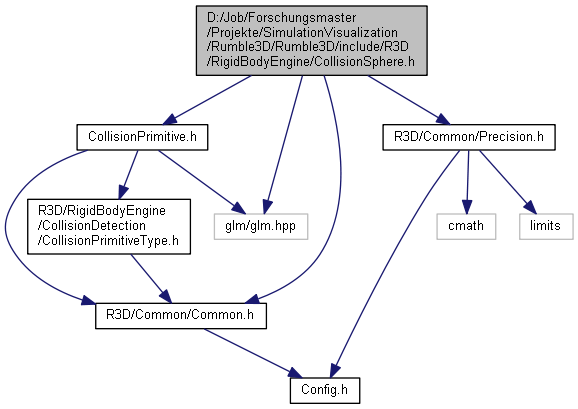 D:/Job/Forschungsmaster
/Projekte/SimulationVisualization
/Rumble3D/Rumble3D/include/R3D
/RigidBodyEngine/CollisionSphere.h
CollisionPrimitive.h
R3D/Common/Precision.h
R3D/RigidBodyEngine
/CollisionDetection
/CollisionPrimitiveType.h
glm/glm.hpp
cmath
limits
R3D/Common/Common.h
Config.h